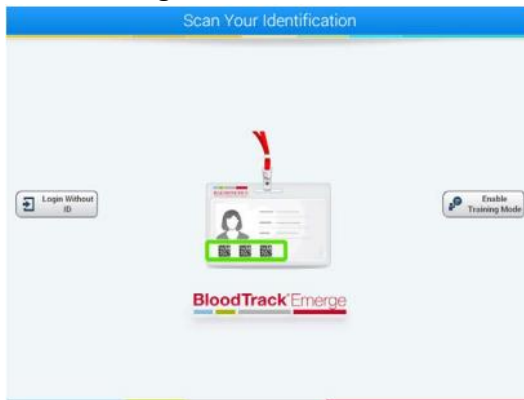 Scan Your Identification
Login Without
ID
Enable
Training Mode
BloodTrack Emerge